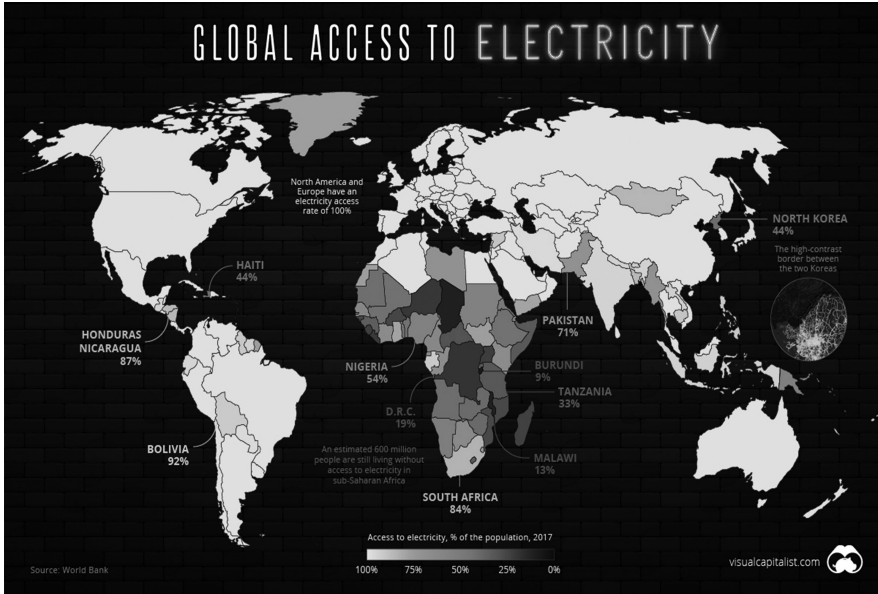 GLOBAL ACCESS TO ELECTRICITY
North America and
Europe have an
electricity access
rate of 100%
NORTH KOREA
44%
The high-contrast
border between
the two Koreas
HAITI
44%
HONDURAS
NICARAGUA
87%
PAKISTAN
71%
NIGERIA
54%
BURUNDI
9%
TANZANIA
33%
D.R.C.
19%
BOLIVIA
92%
An estimated 600 million
people are still living without
access to electricity in
sub-Saharan Africa
MALAWI
13%
SOUTH AFRICA
84%
Access to electricity, % of the population, 2017
100% 75% 50% 25% 0%
Source: World Bank
visualcapitalist.com